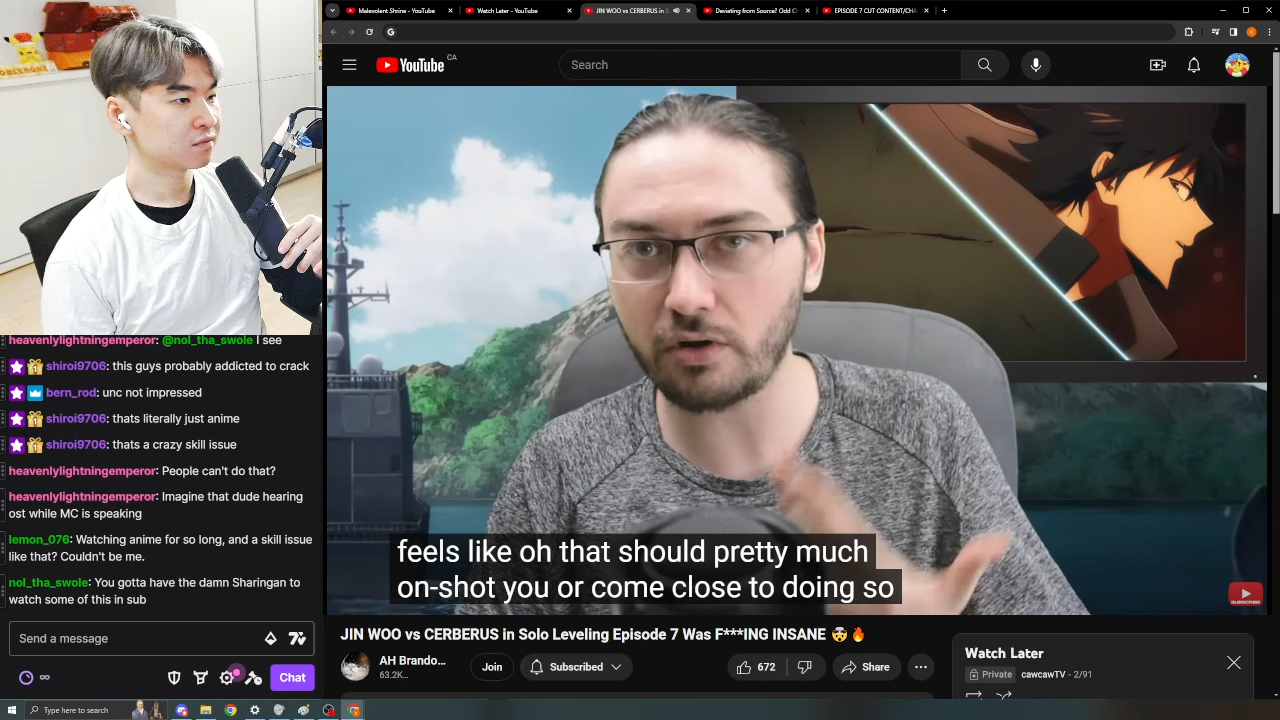 Malevolent Shrine - YouTube
Watch Later - YouTube
JIN WOO vs CERBERUS in S
Deviating from Source? Odd C
EPISODE 7 CUT CONTENT/CHA
YouTube CA
Search
heavenlylightningemperor: @nol_tha_swole I see
shiroi9706: this guys probably addicted to crack
bern_rod: unc not impressed
shiroi9706: thats literally just anime
shiroi9706: thats a crazy skill issue
heavenlylightningemperor: People can't do that?
heavenlylightningemperor: Imagine that dude hearing
ost while MC is speaking
lemon_076: Watching anime for so long, and a skill issue
like that? Couldn't be me.
nol_tha_swole: You gotta have the damn Sharingan to
watch some of this in sub
Send a message
Chat
feels like oh that should pretty much
on-shot you or come close to doing so
SUBSCRIBE
JIN WOO vs CERBERUS in Solo Leveling Episode 7 Was F***ING INSANE 🤯🔥
AH Brando...
63.2K...
Join
Subscribed
672
Share
Watch Later
Private cawcawTV - 2/91
Type here to search